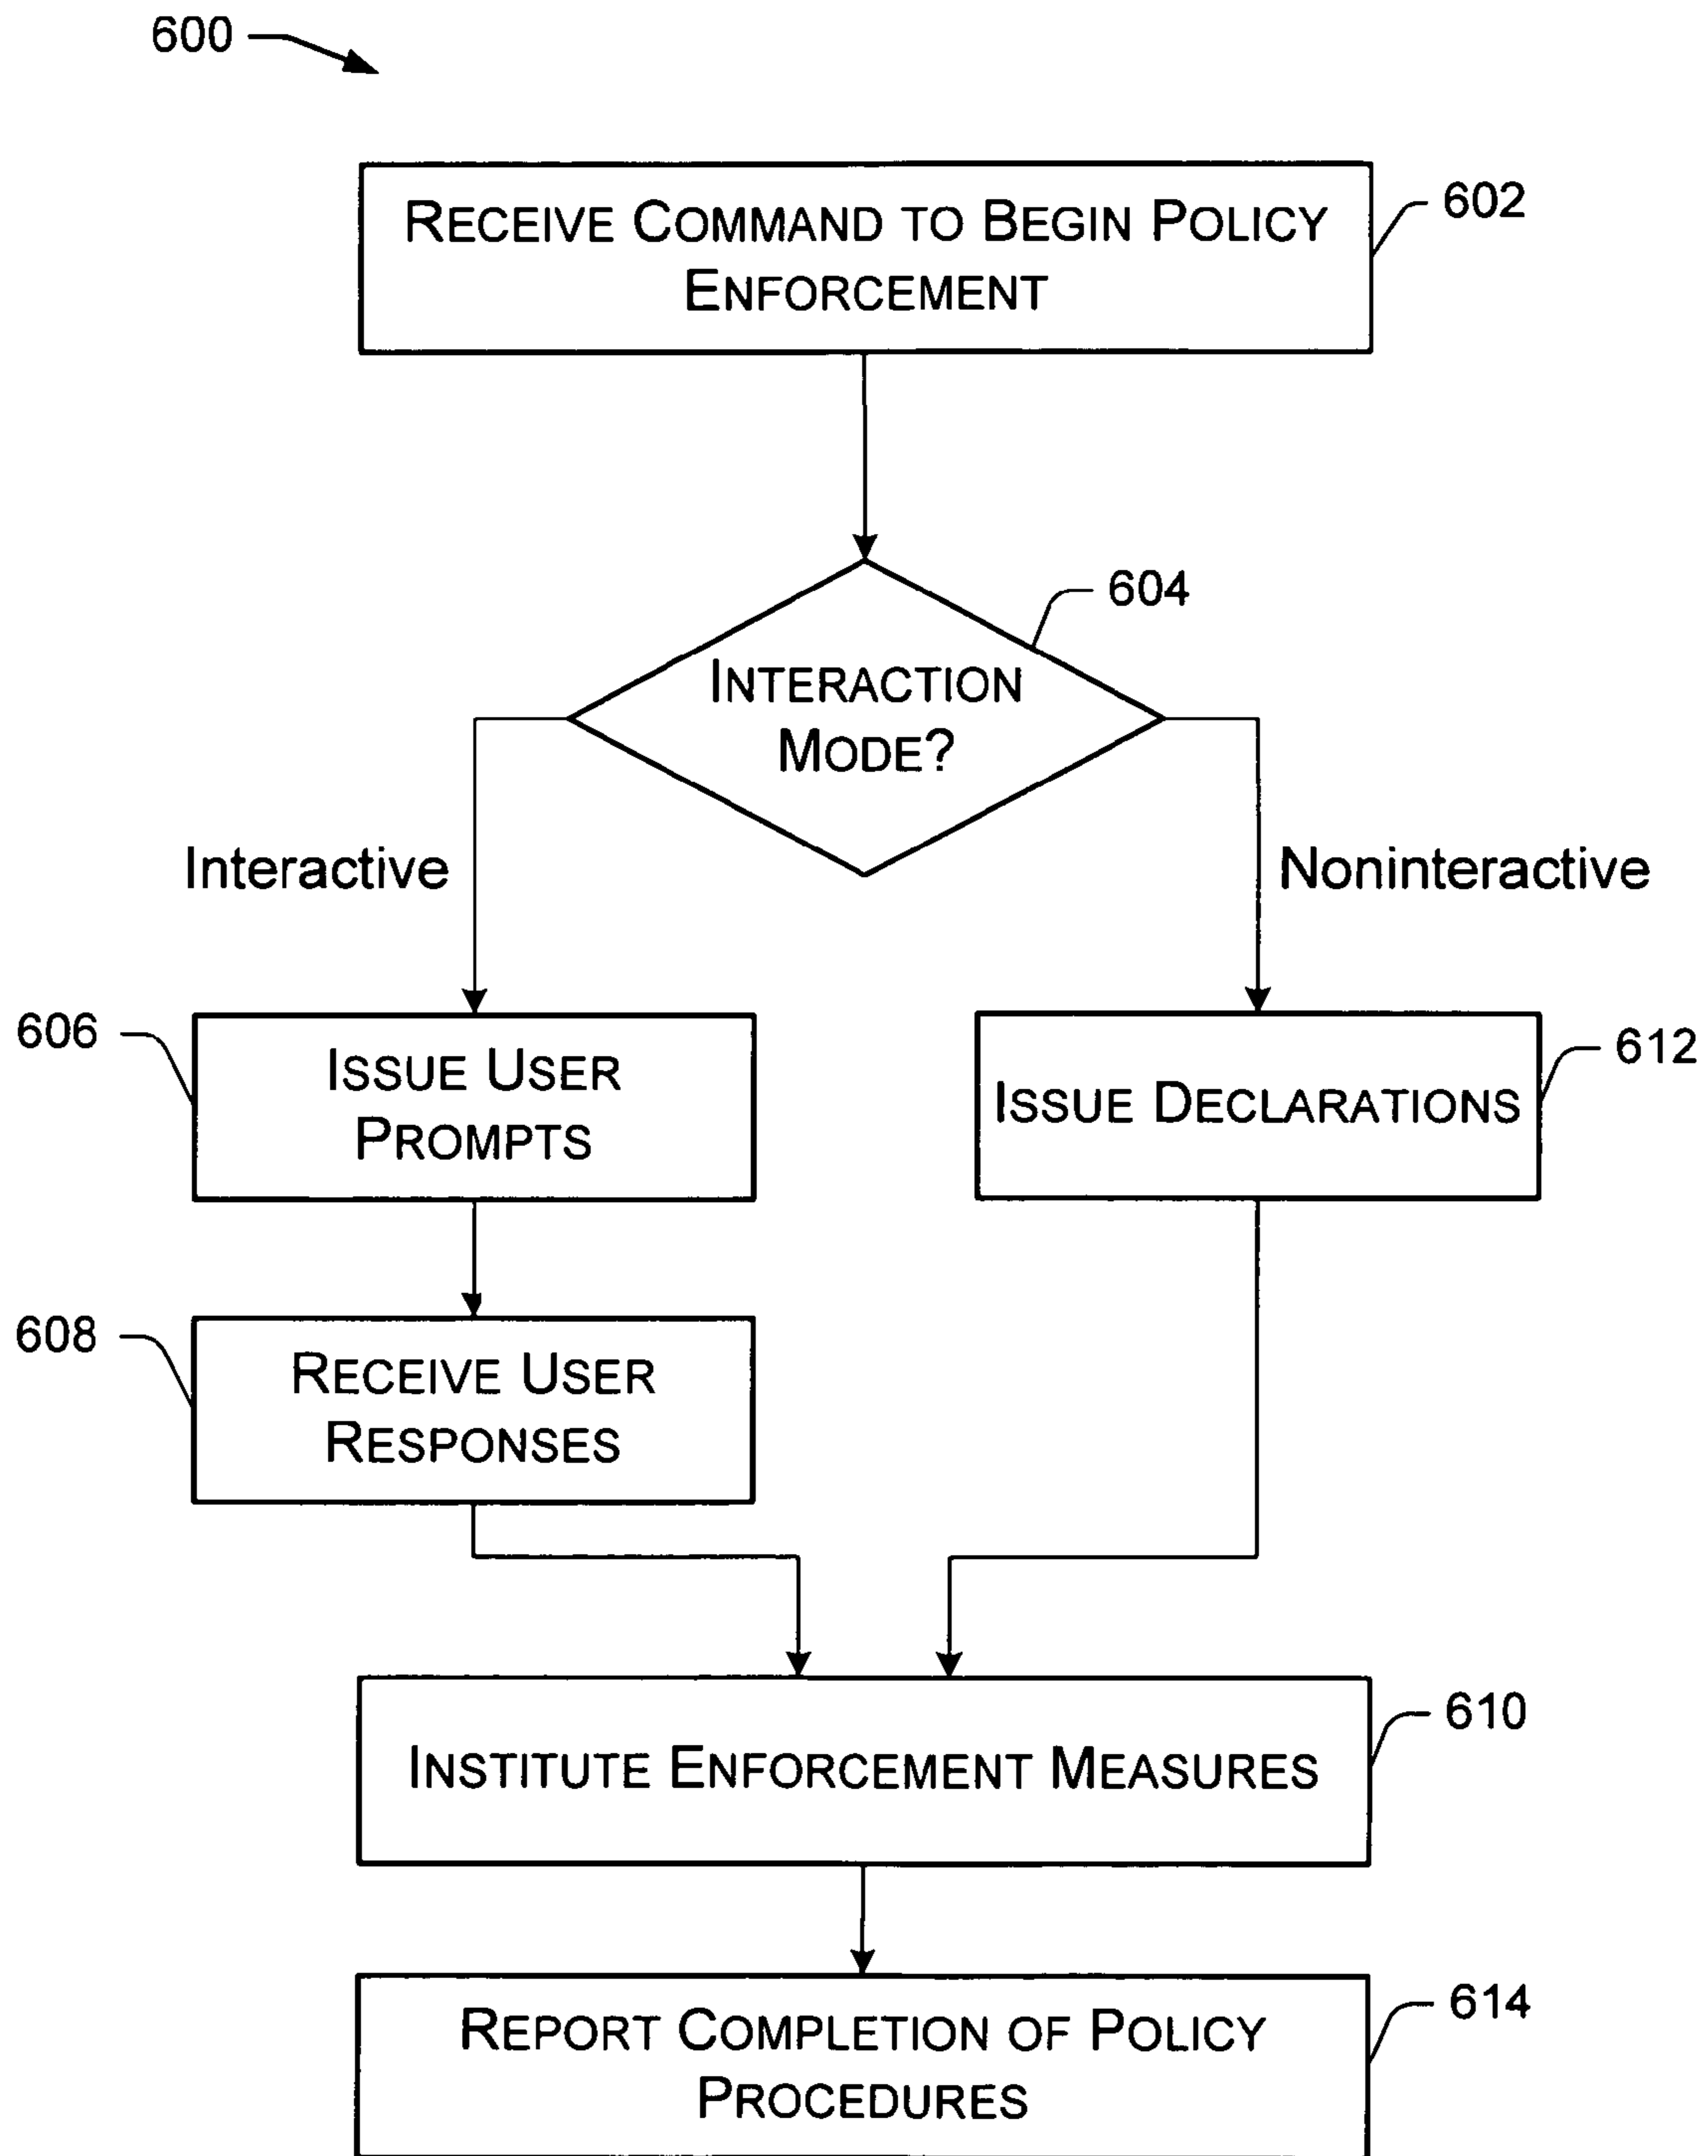 600
RECEIVE COMMAND TO BEGIN POLICY
ENFORCEMENT
602
604
INTERACTION
MODE?
Interactive
Noninteractive
606
ISSUE USER
PROMPTS
612
ISSUE DECLARATIONS
608
RECEIVE USER
RESPONSES
610
INSTITUTE ENFORCEMENT MEASURES
614
REPORT COMPLETION OF POLICY
PROCEDURES